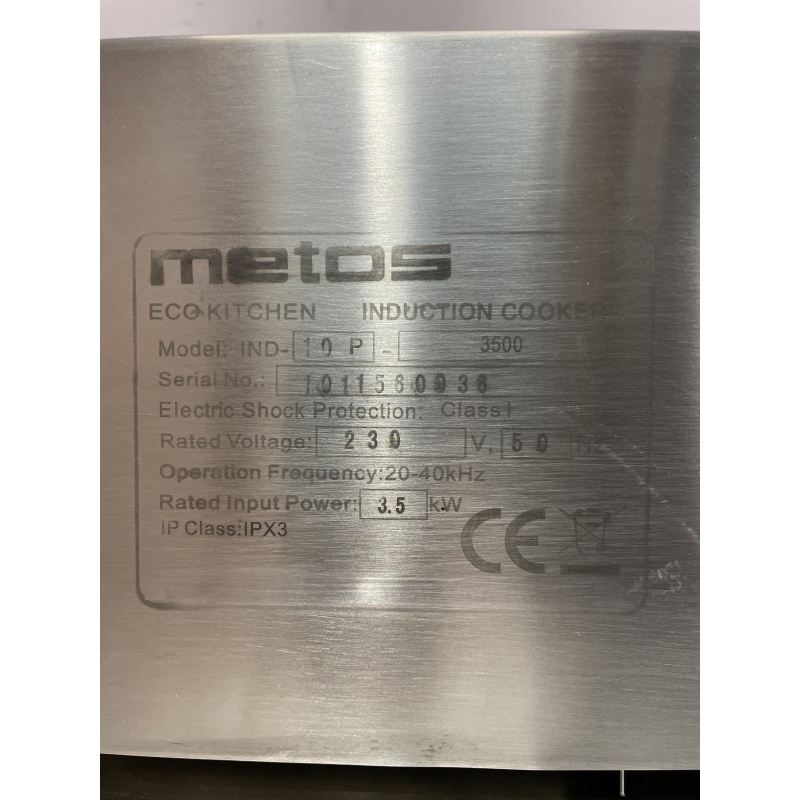 metos
ECO KITCHEN INDUCTION COOKER
Model: IND-10 P - 3500
Serial No.: 1011560936
Electric Shock Protection: Class I
Rated Voltage: 230 V, 50 HZ
Operation Frequency:20-40kHz
Rated Input Power: 3.5 kW
IP Class:IPX3
CE